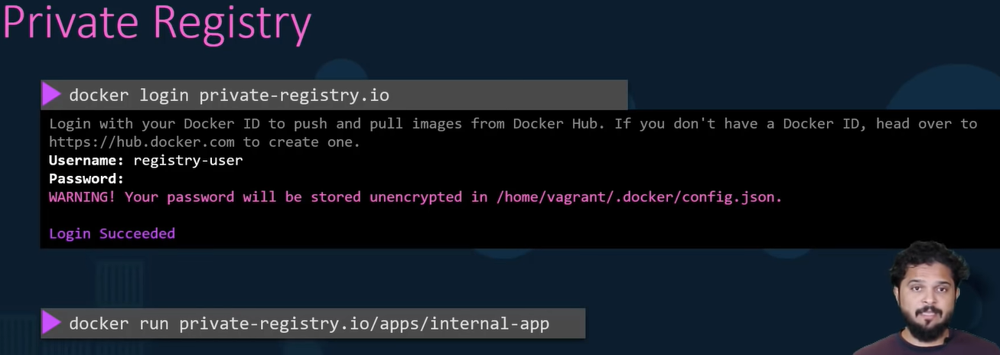 Private Registry
docker login private-registry.io
Login with your Docker ID to push and pull images from Docker Hub. If you don't have a Docker ID, head over to
https://hub.docker.com to create one.
Username: registry-user
Password:
WARNING! Your password will be stored unencrypted in /home/vagrant/.docker/config.json.
Login Succeeded
docker run private-registry.io/apps/internal-app